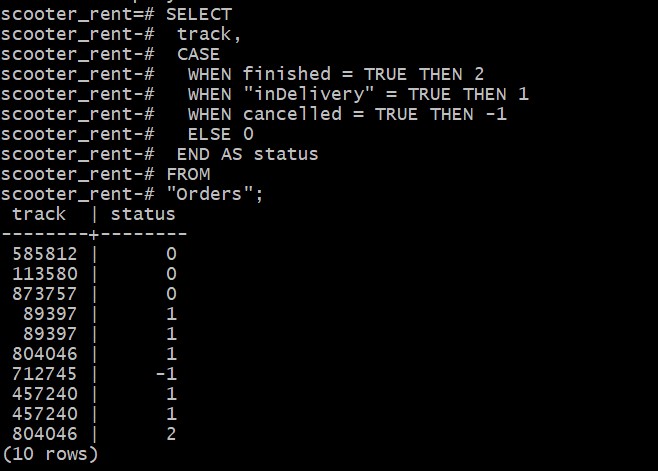 scooter_rent=# SELECT
scooter_rent-#  track,
scooter_rent-#  CASE
scooter_rent-#   WHEN finished = TRUE THEN 2
scooter_rent-#   WHEN "inDelivery" = TRUE THEN 1
scooter_rent-#   WHEN cancelled = TRUE THEN -1
scooter_rent-#   ELSE 0
scooter_rent-#  END AS status
scooter_rent-# FROM
scooter_rent-# "Orders";
 track  | status
--------+--------
 585812 |      0
 113580 |      0
 873757 |      0
  89397 |      1
  89397 |      1
 804046 |      1
 712745 |     -1
 457240 |      1
 457240 |      1
 804046 |      2
(10 rows)